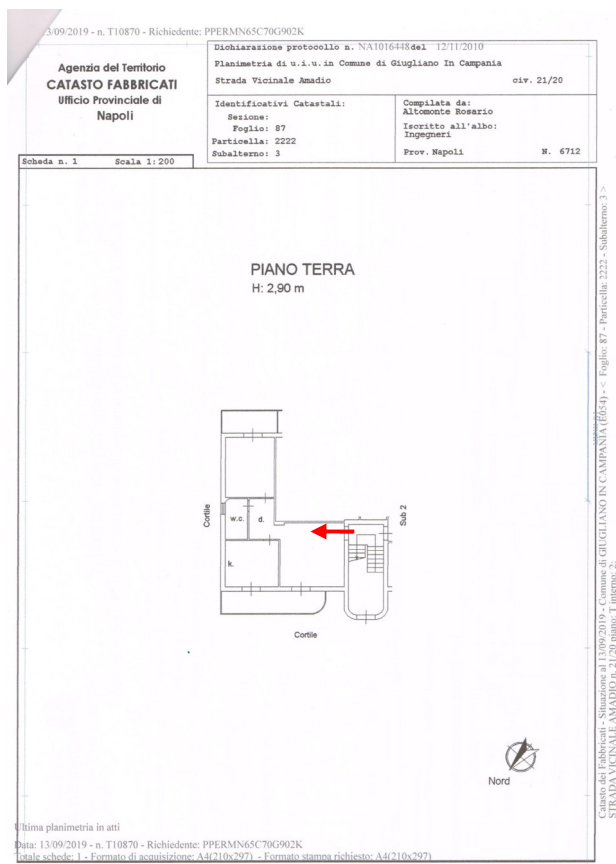 13/09/2019 - n. T10870 - Richiedente: PPERMN65C70G902K
Agenzia del Territorio
CATASTO FABBRICATI
Ufficio Provinciale di
Napoli
Dichiarazione protocollo n. NA1016448del 12/11/2010
Planimetria di u.i.u. in Comune di Giugliano In Campania
Strada Vicinale Amadio civ. 21/20
Identificativi Catastali:
Sezione:
Foglio: 87
Particella: 2222
Subalterno: 3
Compilata da:
Altomonte Rosario
Iscritto all'albo:
Ingegneri
Prov. Napoli N. 6712
Scheda n. 1 Scala 1:200
PIANO TERRA
H: 2,90 m
Cortile
w.c.
d.
k.
Sub 2
Cortile
Nord
Ultima planimetria in atti
Data: 13/09/2019 - n. T10870 - Richiedente: PPERMN65C70G902K
Totale schede: 1 - Formato di acquisizione: A4(210x297) - Formato stampa richiesto: A4(210x297)
Catasto dei Fabbricati - Situazione al 13/09/2019 - Comune di GIUGLIANO IN CAMPANIA (E054) - < Foglio: 87 - Particella: 2222 - Subalterno: 3 >
STRADA VICINALE AMADIO n. 21/20 piano: T interno: 2;